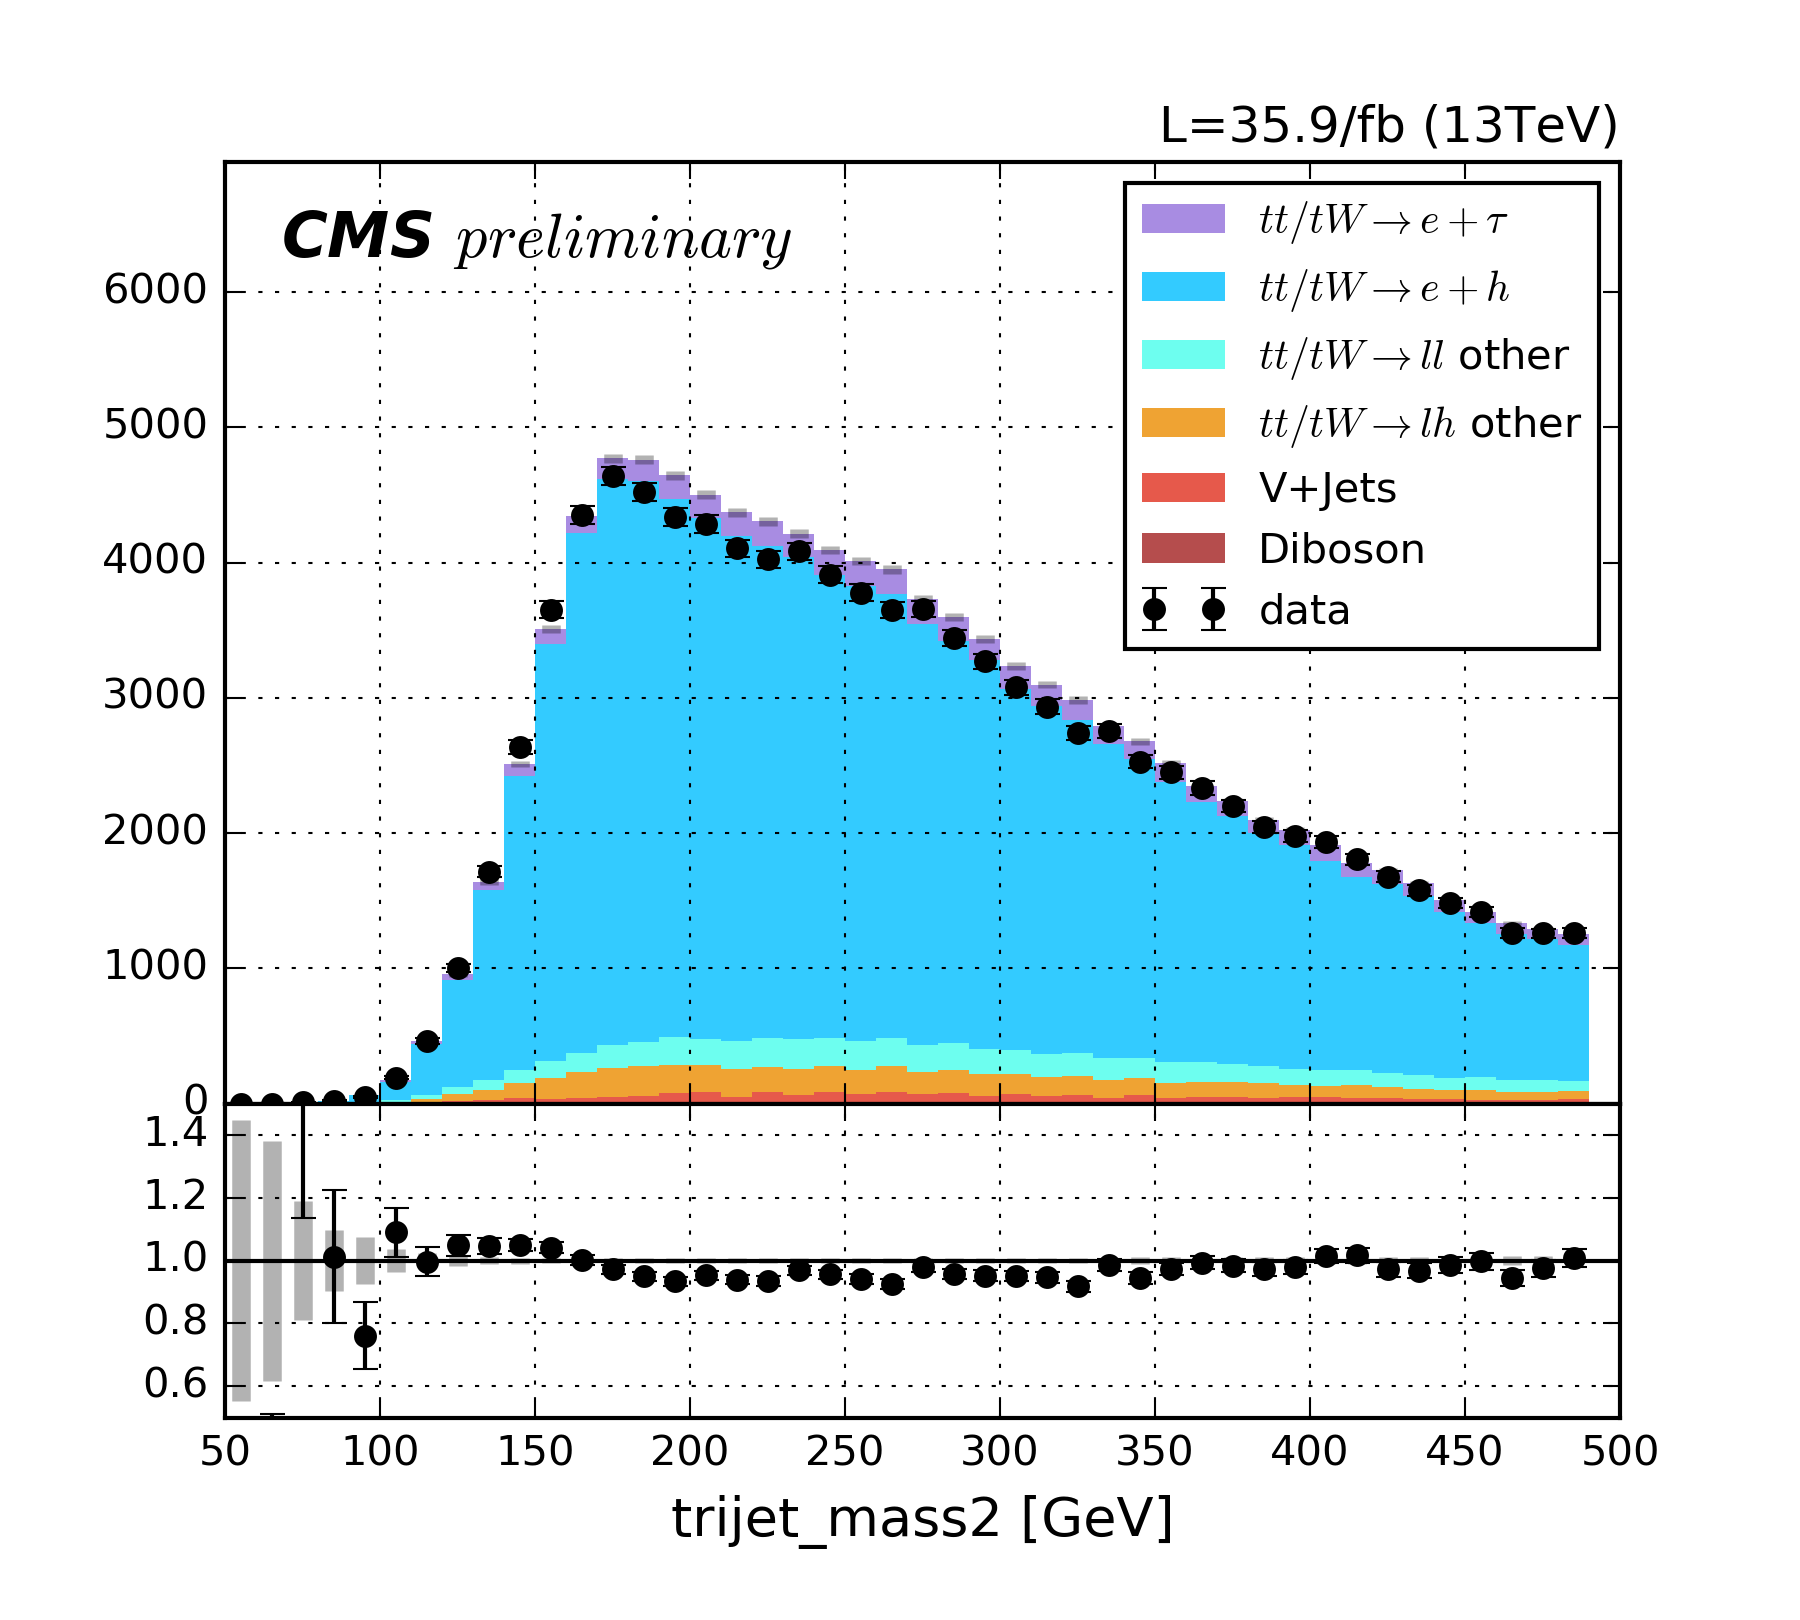 L=35.9/fb (13TeV)
CMS preliminary
tt/tW→e+τ
tt/tW→e+h
tt/tW→ll other
tt/tW→lh other
V+Jets
Diboson
data
6000
5000
4000
3000
2000
1000
0
1.4
1.2
1.0
0.8
0.6
50 100 150 200 250 300 350 400 450 500
trijet_mass2 [GeV]